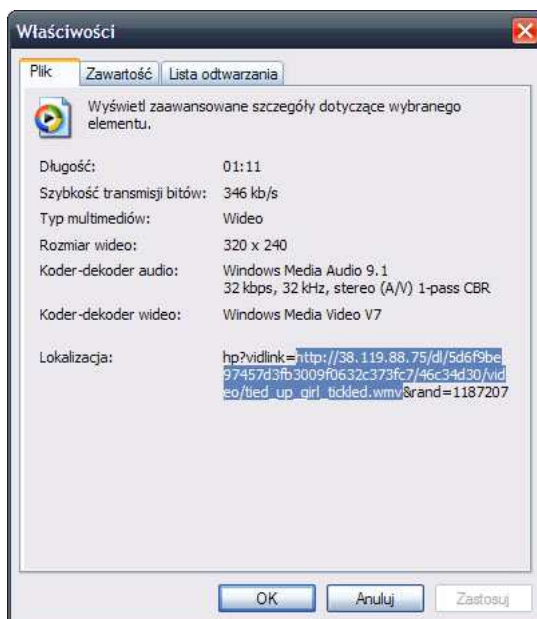 Właściwości
Plik Zawartość Lista odtwarzania
Wyświetl zaawansowane szczegóły dotyczące wybranego
elementu.
Długość: 01:11
Szybkość transmisji bitów: 346 kb/s
Typ multimediów: Wideo
Rozmiar wideo: 320 x 240
Koder-dekoder audio: Windows Media Audio 9.1
32 kbps, 32 kHz, stereo (A/V) 1-pass CBR
Koder-dekoder wideo: Windows Media Video V7
Lokalizacja: hp?vidlink=http://38.119.88.75/dl/5d6f9be
97457d3fb3009f0632c373fc7/46c34d30/vid
eo/tied_up_girl_tickled.wmv&rand=1187207
OK Anuluj Zastosuj